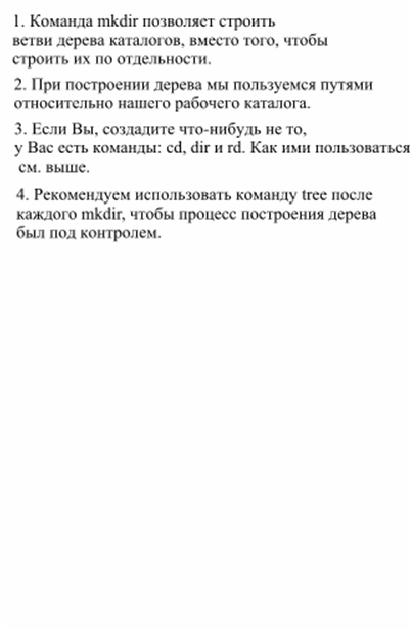 1. Команда mkdir позволяет строить
ветви дерева каталогов, вместо того, чтобы
строить их по отдельности.
2. При построении дерева мы пользуемся путями
относительно нашего рабочего каталога.
3. Если Вы, создадите что-нибудь не то,
у Вас есть команды: cd, dir и rd. Как ими пользоваться
см. выше.
4. Рекомендуем использовать команду tree после
каждого mkdir, чтобы процесс построения дерева
был под контролем.